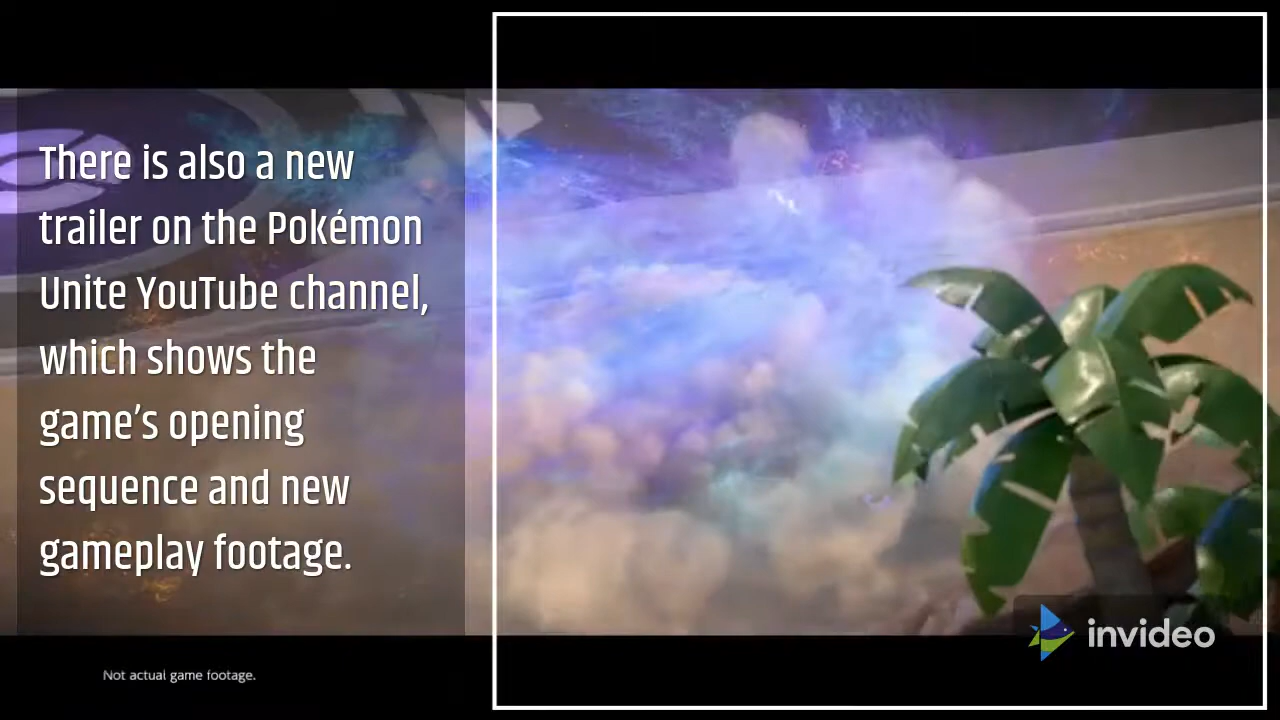 There is also a new
trailer on the Pokémon
Unite YouTube channel,
which shows the
game’s opening
sequence and new
gameplay footage.
Not actual game footage.
invideo